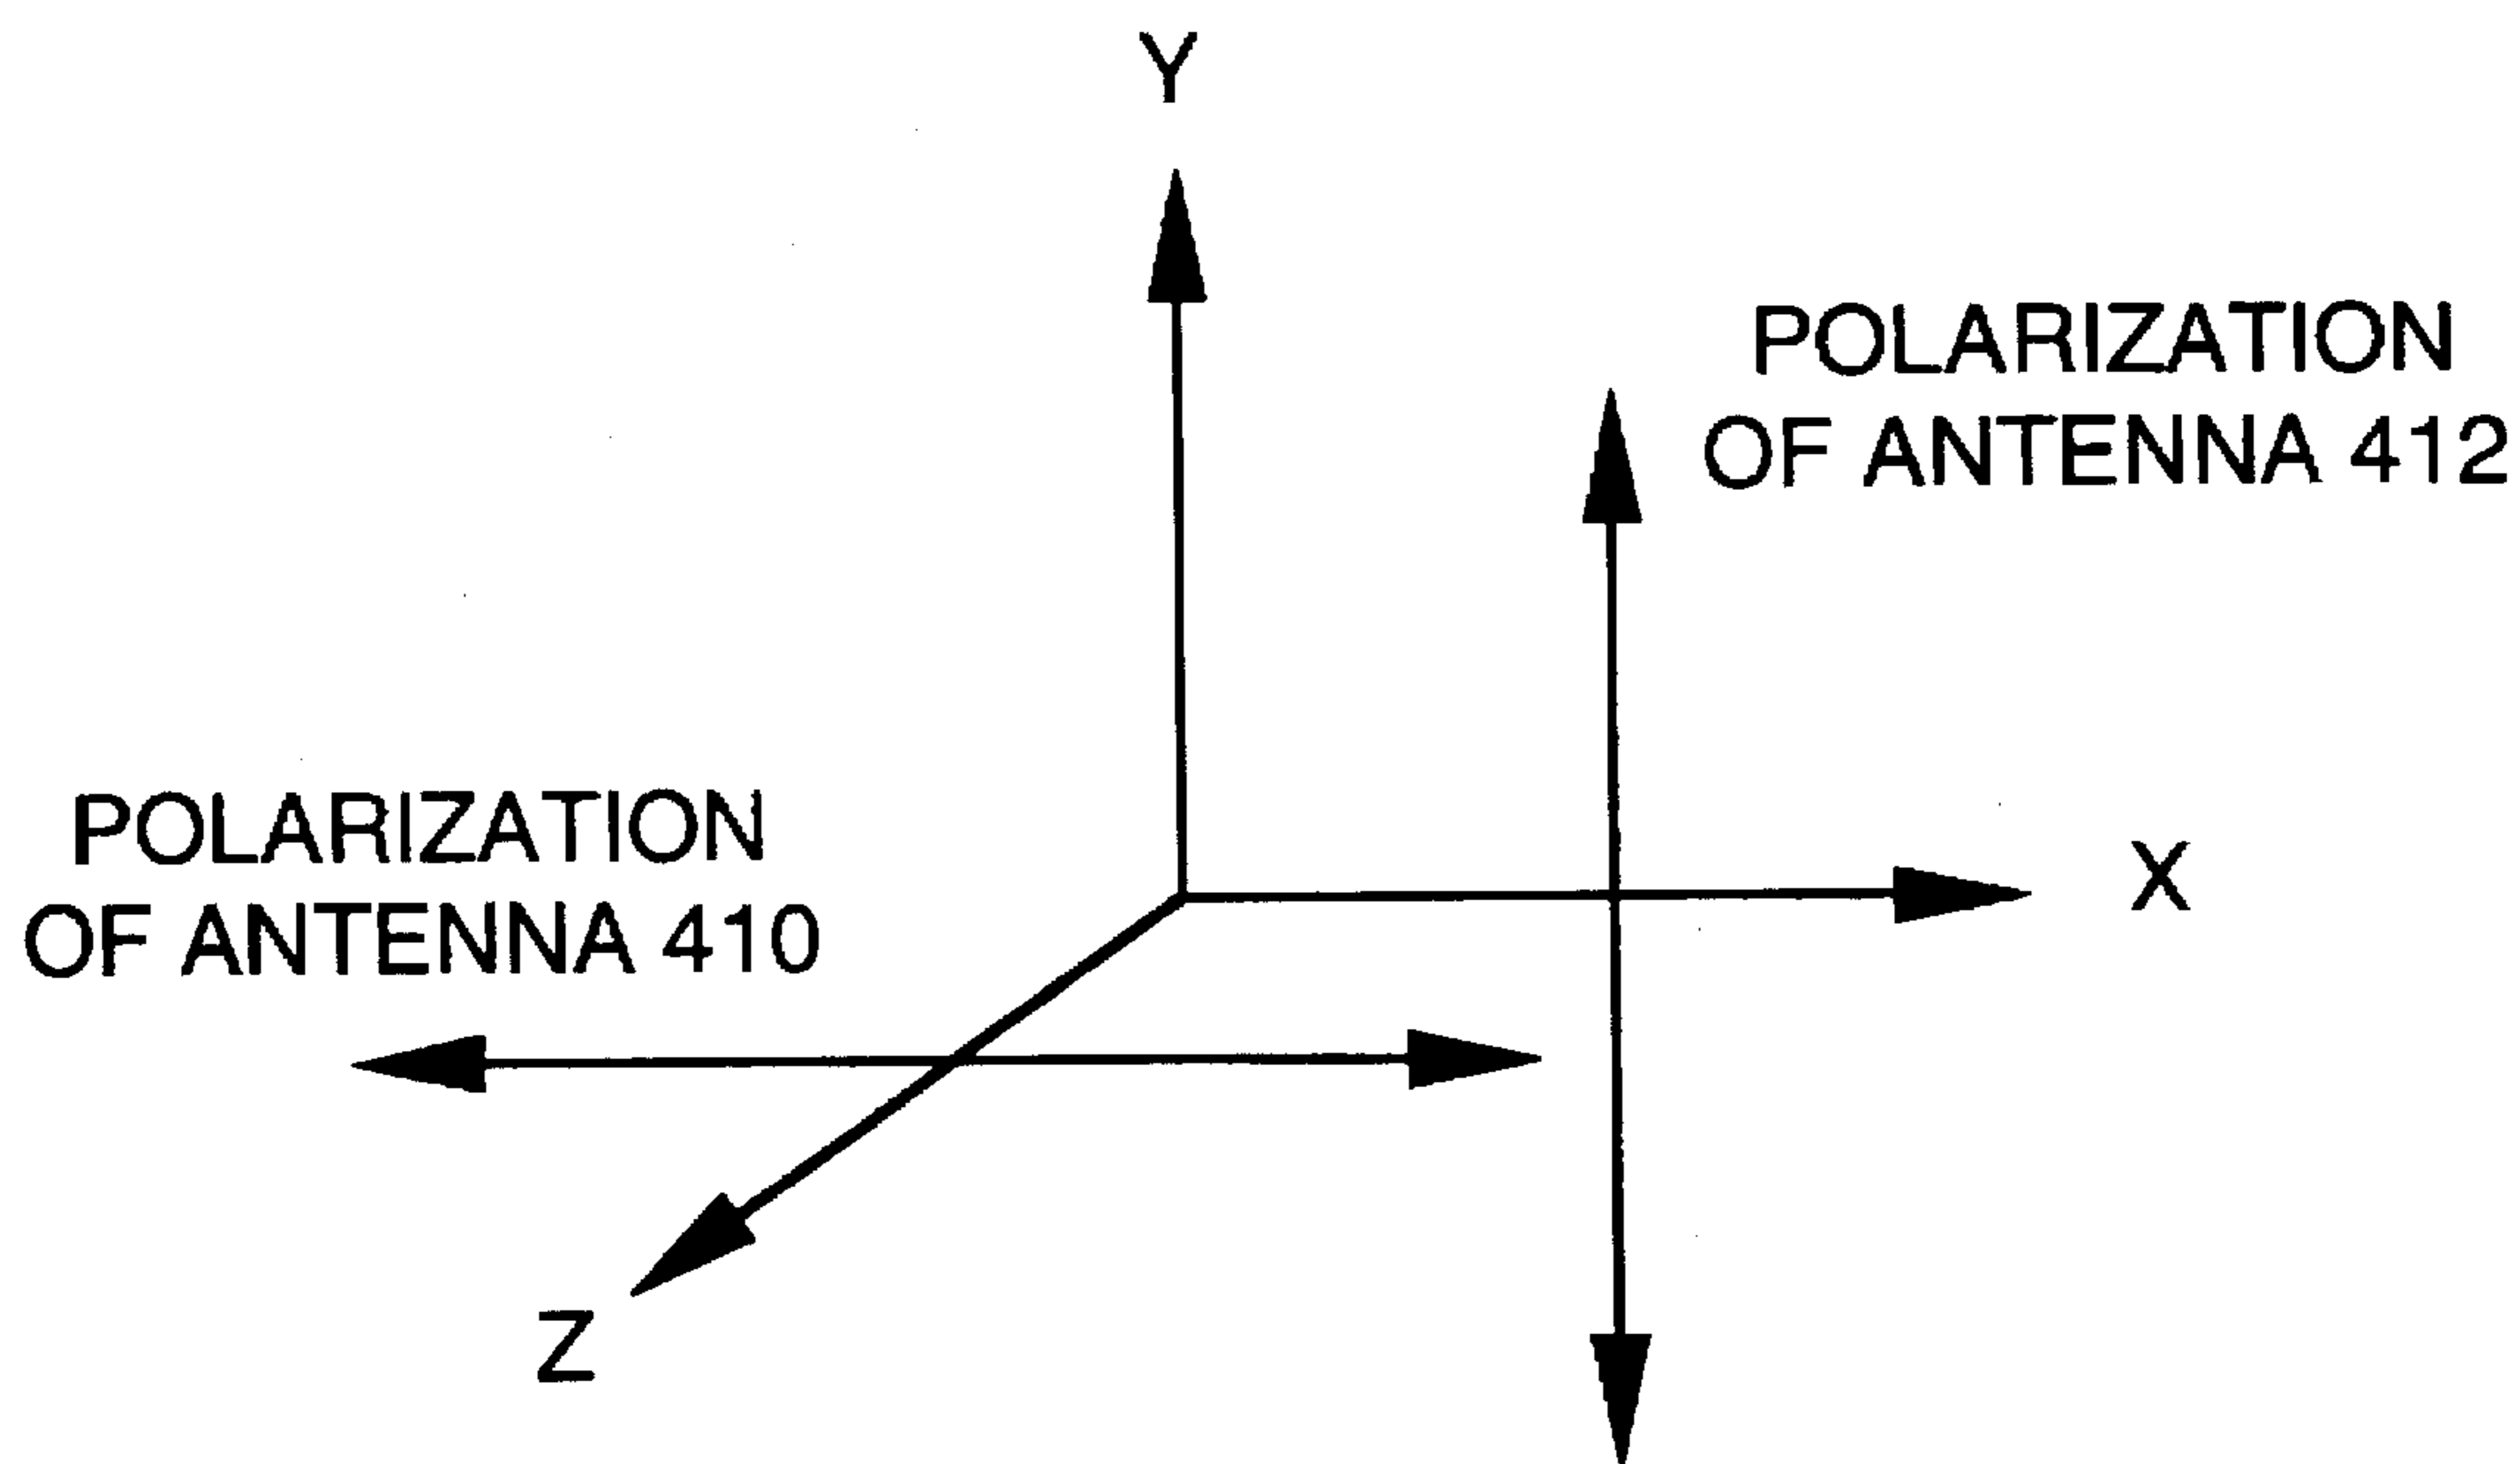 Y
POLARIZATION
OF ANTENNA 412
POLARIZATION
OF ANTENNA 410
X
Z